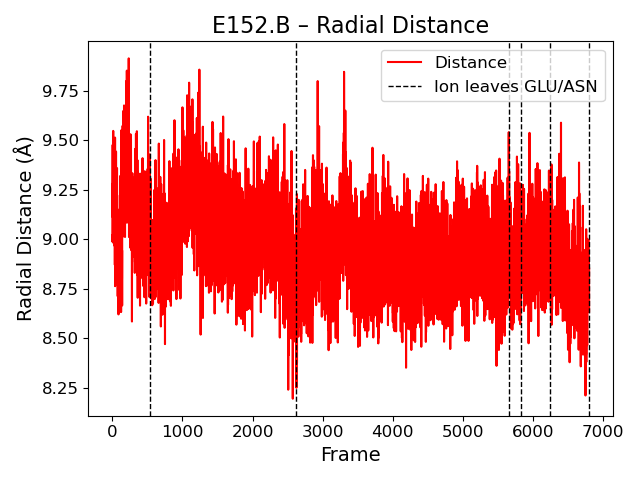 E152.B – Radial Distance
Distance
Ion leaves GLU/ASN
Radial Distance (Å)
9.75
9.50
9.25
9.00
8.75
8.50
8.25
0 1000 2000 3000 4000 5000 6000 7000
Frame